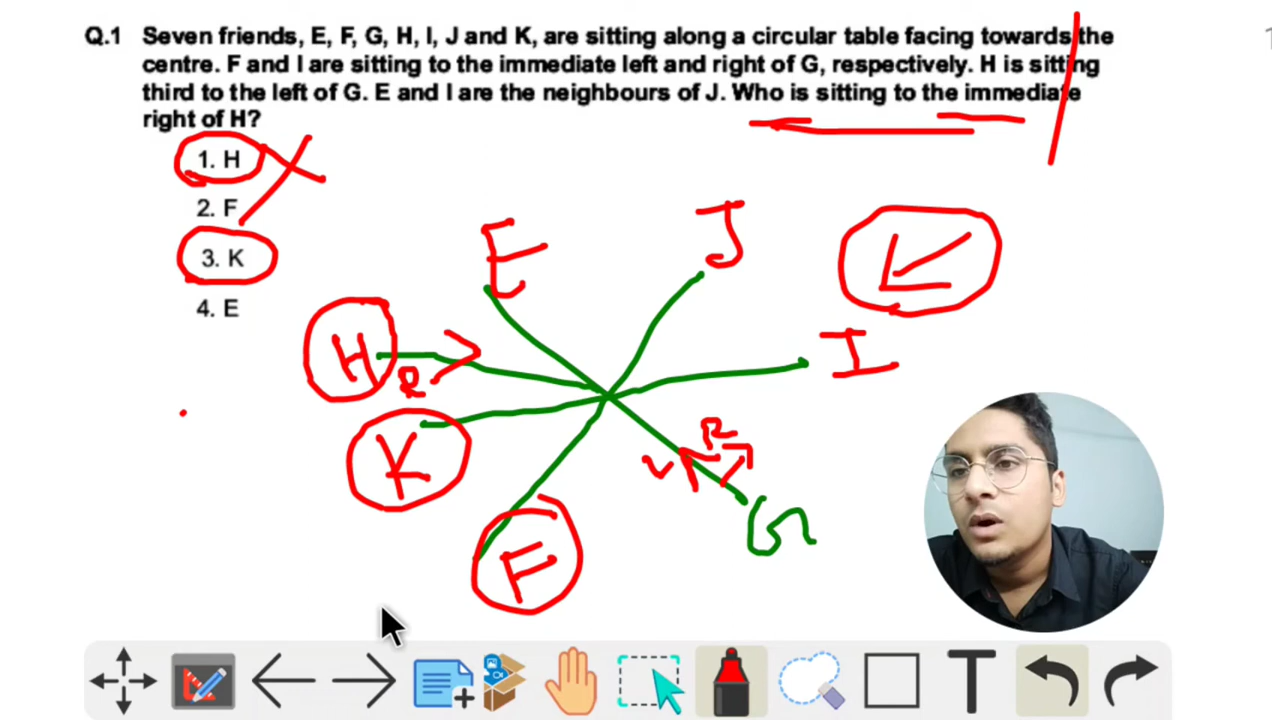 Q.1 Seven friends, E, F, G, H, I, J and K, are sitting along a circular table facing towards the
centre. F and I are sitting to the immediate left and right of G, respectively. H is sitting
third to the left of G. E and I are the neighbours of J. Who is sitting to the immediate
right of H?
1. H
2. F
3. K
4. E
E
J
K
H
R
I
K
R
G
F
T